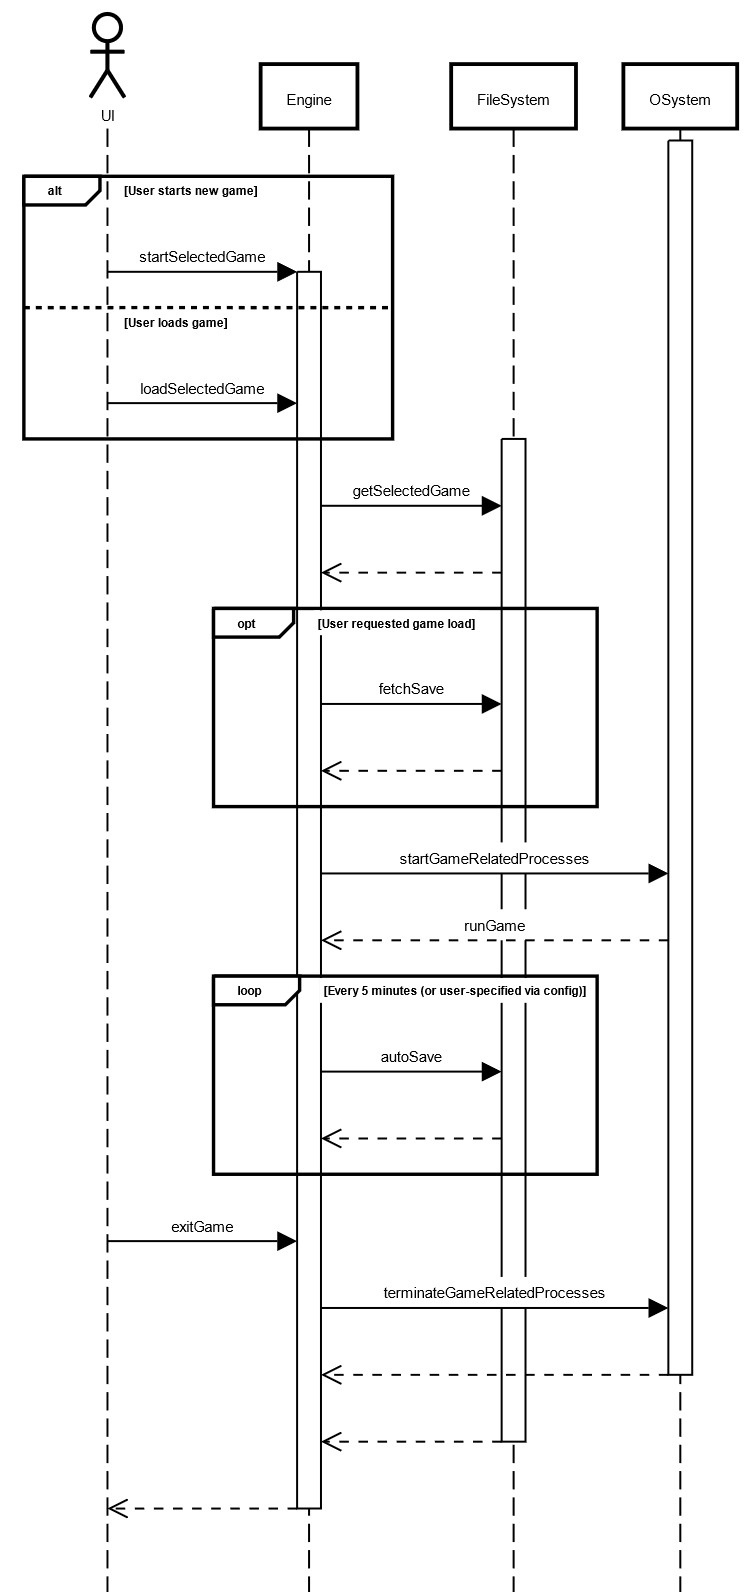 UI
Engine
FileSystem
OSystem
alt
[User starts new game]
startSelectedGame
[User loads game]
loadSelectedGame
getSelectedGame
opt
[User requested game load]
fetchSave
startGameRelatedProcesses
runGame
loop
[Every 5 minutes (or user-specified via config)]
autoSave
exitGame
terminateGameRelatedProcesses